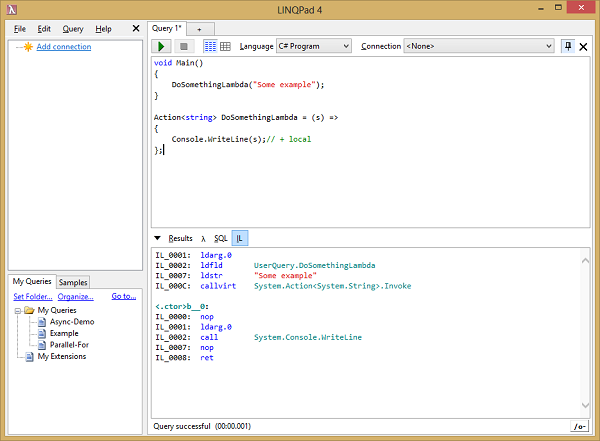 LINQPad 4
File Edit Query Help
Add connection
Query 1* +
Language C# Program Connection <None>
void Main()
{
DoSomethingLambda("Some example");
}
Action<string> DoSomethingLambda = (s) =>
{
Console.WriteLine(s);// + local
};
Results λ SQL IL
IL_0001: ldarg.0
IL_0002: ldfld UserQuery.DoSomethingLambda
IL_0007: ldstr "Some example"
IL_000C: callvirt System.Action<System.String>.Invoke
<.ctor>b__0:
IL_0000: nop
IL_0001: ldarg.0
IL_0002: call System.Console.WriteLine
IL_0007: nop
IL_0008: ret
My Queries Samples
Set Folder... Organize... Go to...
My Queries
Async-Demo
Example
Parallel-For
My Extensions
Query successful (00:00.001)
/o-